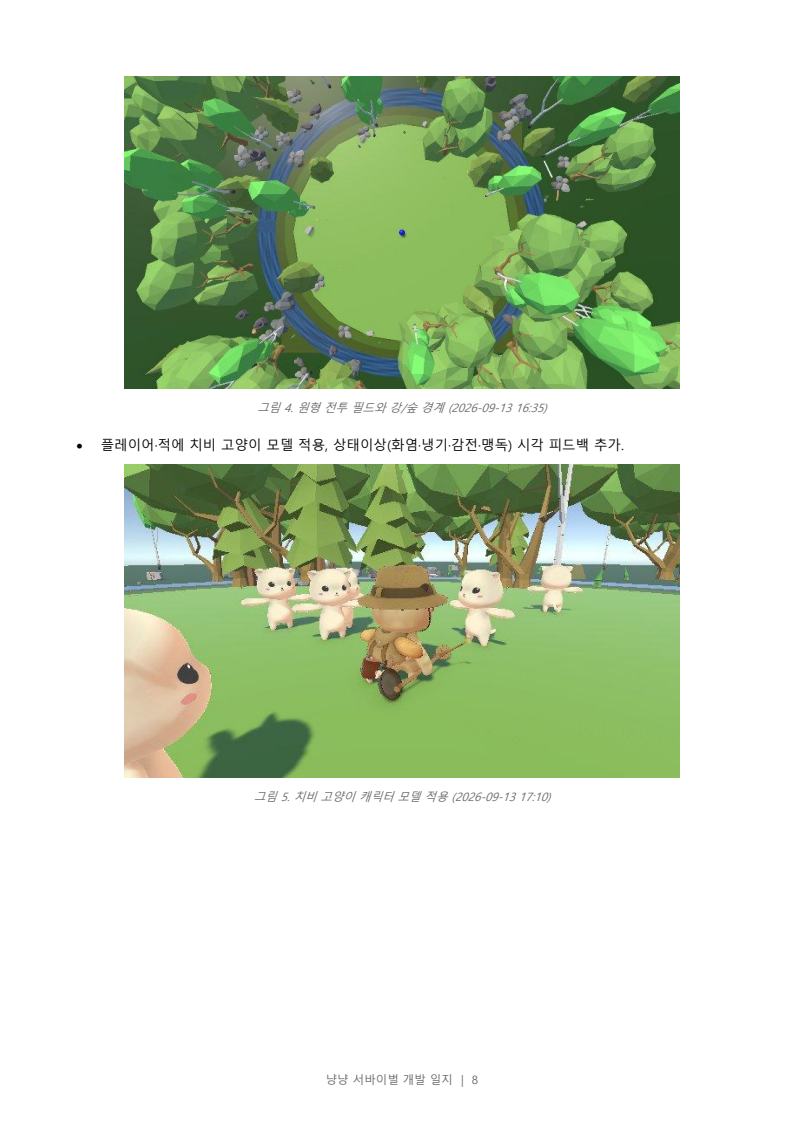 그림 4. 원형 전투 필드와 강/숲 경계 (2026-09-13 16:35)
• 플레이어·적에 치비 고양이 모델 적용, 상태이상(화염·냉기·감전·맹독) 시각 피드백 추가.
그림 5. 치비 고양이 캐릭터 모델 적용 (2026-09-13 17:10)
냥냥 서바이벌 개발 일지 | 8